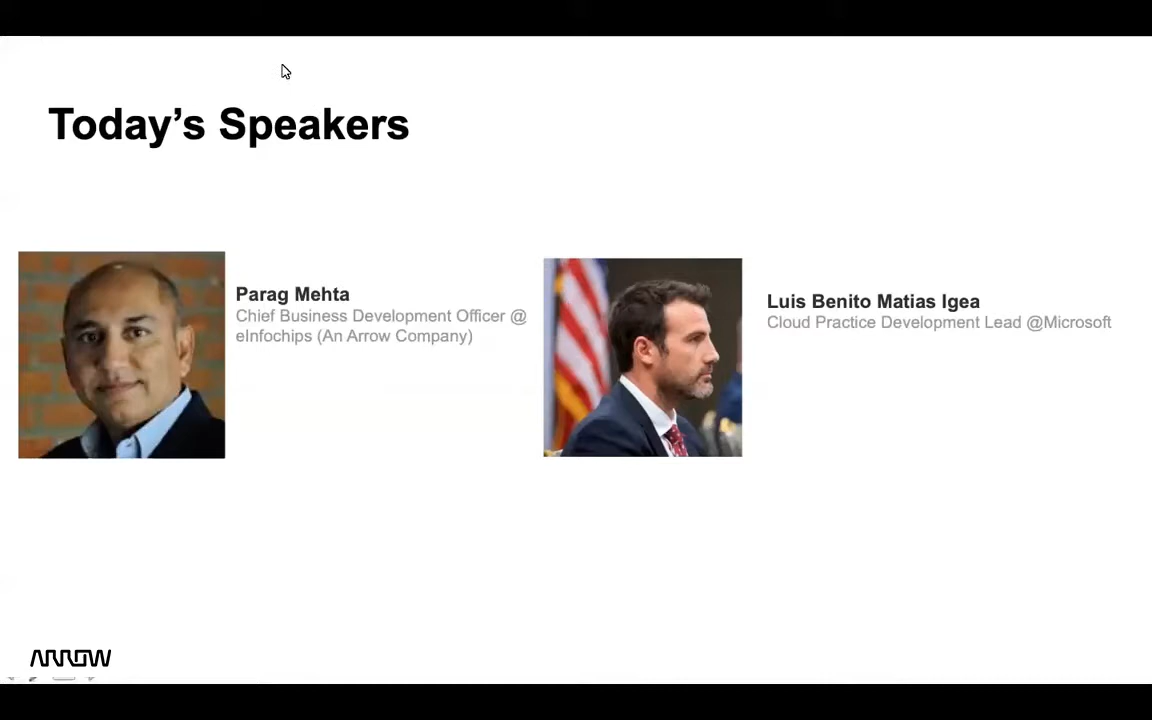 Today’s Speakers
Parag Mehta
Chief Business Development Officer @
eInfochips (An Arrow Company)
Luis Benito Matias Igea
Cloud Practice Development Lead @Microsoft
ARROW